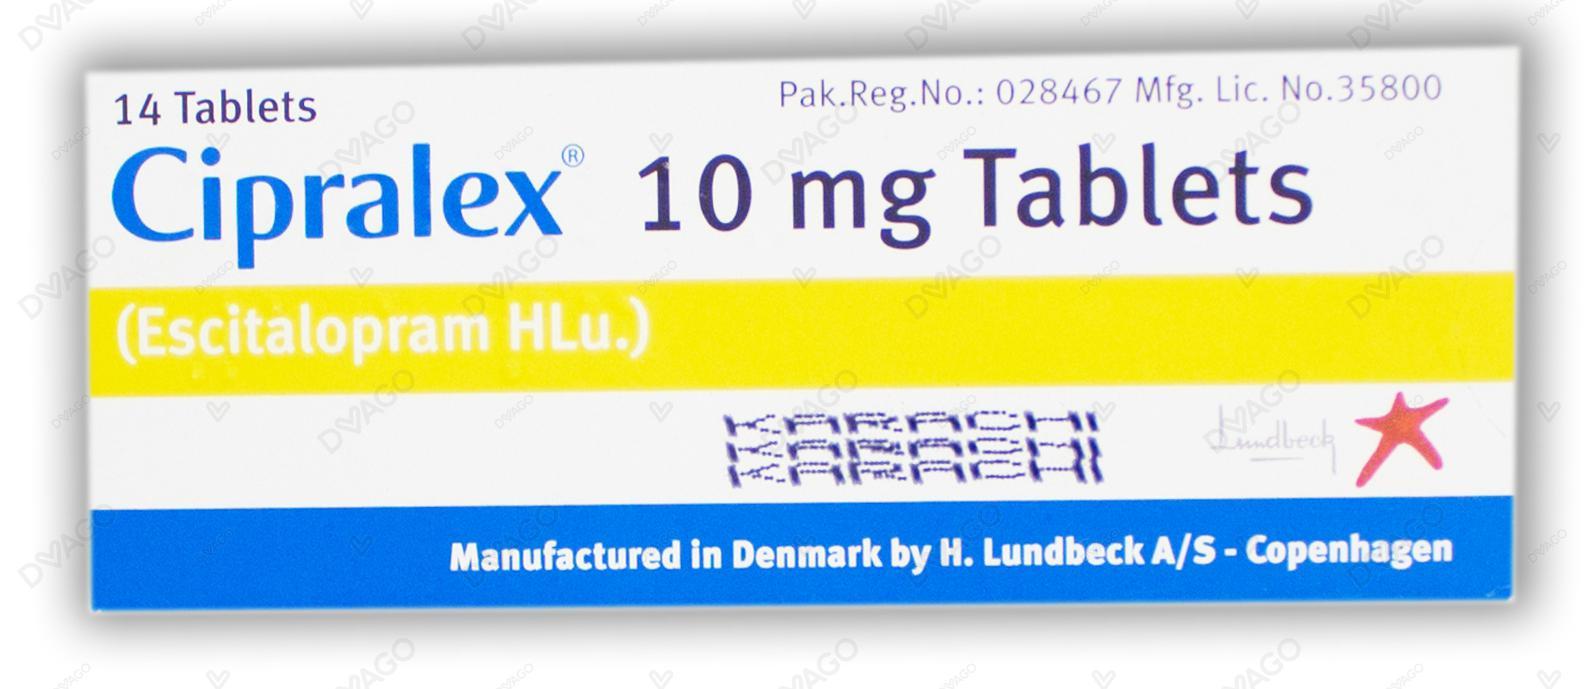 14 Tablets
Pak.Reg.No.: 028467 Mfg. Lic. No.35800
Cipralex® 10 mg Tablets
(Escitalopram HLu.)
KARACHI
KARACHI
KARACHI
Lundbeck
Manufactured in Denmark by H. Lundbeck A/S - Copenhagen
DVAGO